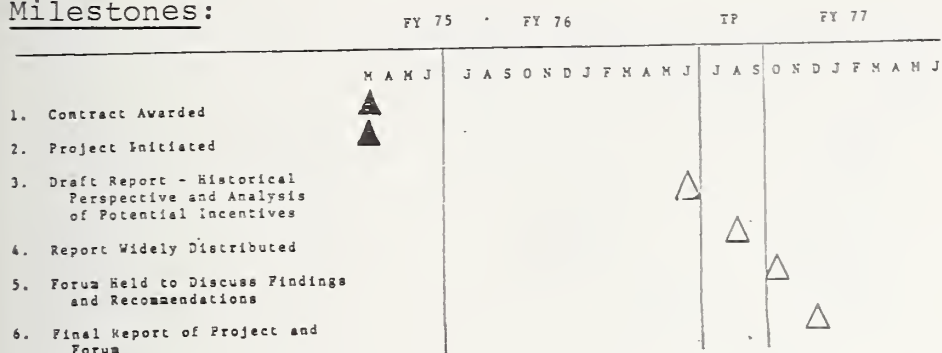 Milestones:
FY 75 · FY 76 TP FY 77
M A M J J A S O N D J F M A M J J A S O N D J F M A M J
1. Contract Awarded
2. Project Initiated
3. Draft Report - Historical
Perspective and Analysis
of Potential Incentives
4. Report Widely Distributed
5. Forum Held to Discuss Findings
and Recommendations
6. Final Report of Project and
Forum